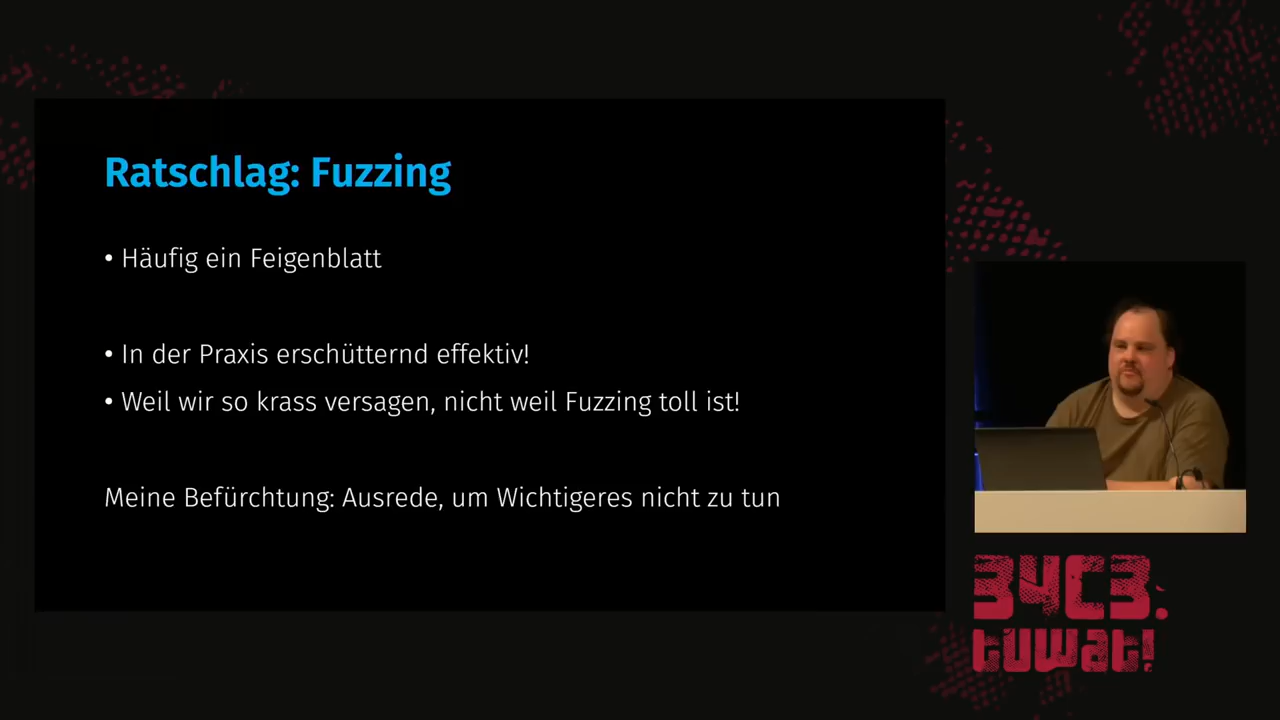 Ratschlag: Fuzzing
• Häufig ein Feigenblatt
• In der Praxis erschütternd effektiv!
• Weil wir so krass versagen, nicht weil Fuzzing toll ist!
Meine Befürchtung: Ausrede, um Wichtigeres nicht zu tun
34C3.
tuwat!